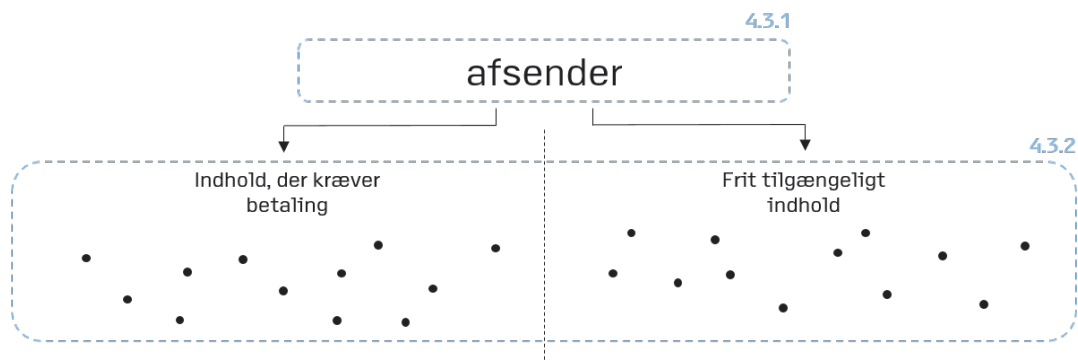 4.3.1
afsender
4.3.2
Indhold, der kræver
betaling
Frit tilgængeligt
indhold